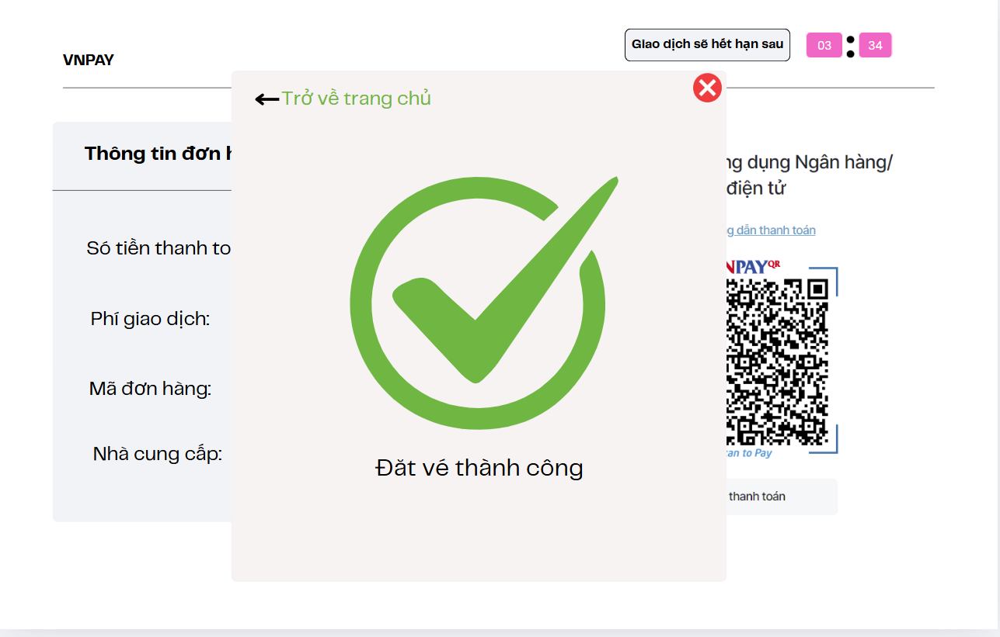 VNPAY
Giao dịch sẽ hết hạn sau
03 : 34
Trở về trang chủ
Thông tin đơn
Só tiền thanh to
Phí giao dịch:
Mã đơn hàng:
Nhà cung cấp:
Đăt vé thành công
ng dụng Ngân hàng/
điện tử
g dẫn thanh toán
NPAYQR
an to Pay
thanh toán